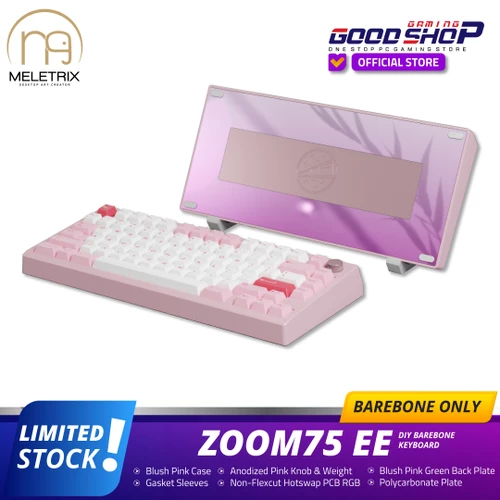 MELETRIX
DESKTOP ART CREATOR
GAMING
GOODSHOP
ONE STOP PC GAMING STORE
OFFICIAL STORE
LIMITED
STOCK!
BAREBONE ONLY
ZOOM75 EE
DIY BAREBONE
KEYBOARD
• Blush Pink Case
• Anodized Pink Knob & Weight
• Blush Pink Green Back Plate
• Gasket Sleeves
• Non-Flexcut Hotswap PCB RGB
• Polycarbonate Plate